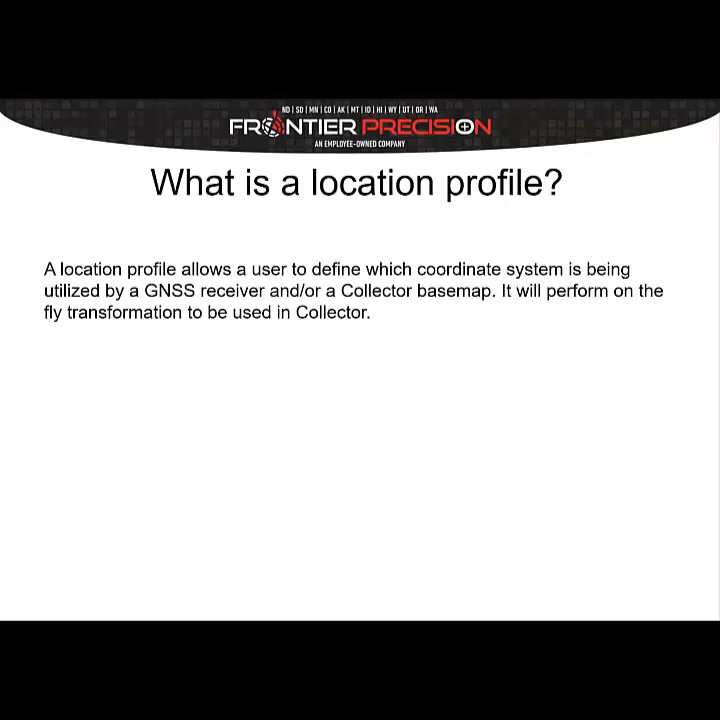 ND | SD | MN | CO | AK | MT | ID | HI | WY | UT | OR | WA
FRONTIER PRECISION
AN EMPLOYEE-OWNED COMPANY
What is a location profile?
A location profile allows a user to define which coordinate system is being
utilized by a GNSS receiver and/or a Collector basemap. It will perform on the
fly transformation to be used in Collector.